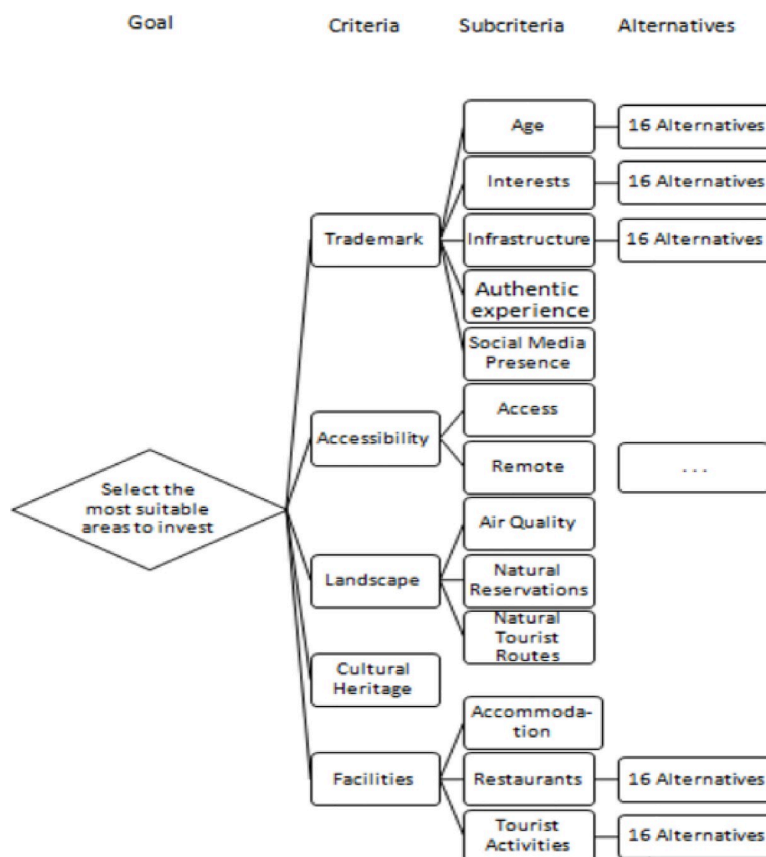 Goal
Criteria
Subcriteria
Alternatives
Age
16 Alternatives
Interests
16 Alternatives
Trademark
Infrastructure
16 Alternatives
Authentic
experience
Social Media
Presence
Accessibility
Access
Remote
...
Select the
most suitable
areas to invest
Landscape
Air Quality
Natural
Reservations
Natural
Tourist
Routes
Cultural
Heritage
Facilities
Accommoda-
tion
Restaurants
16 Alternatives
Tourist
Activities
16 Alternatives